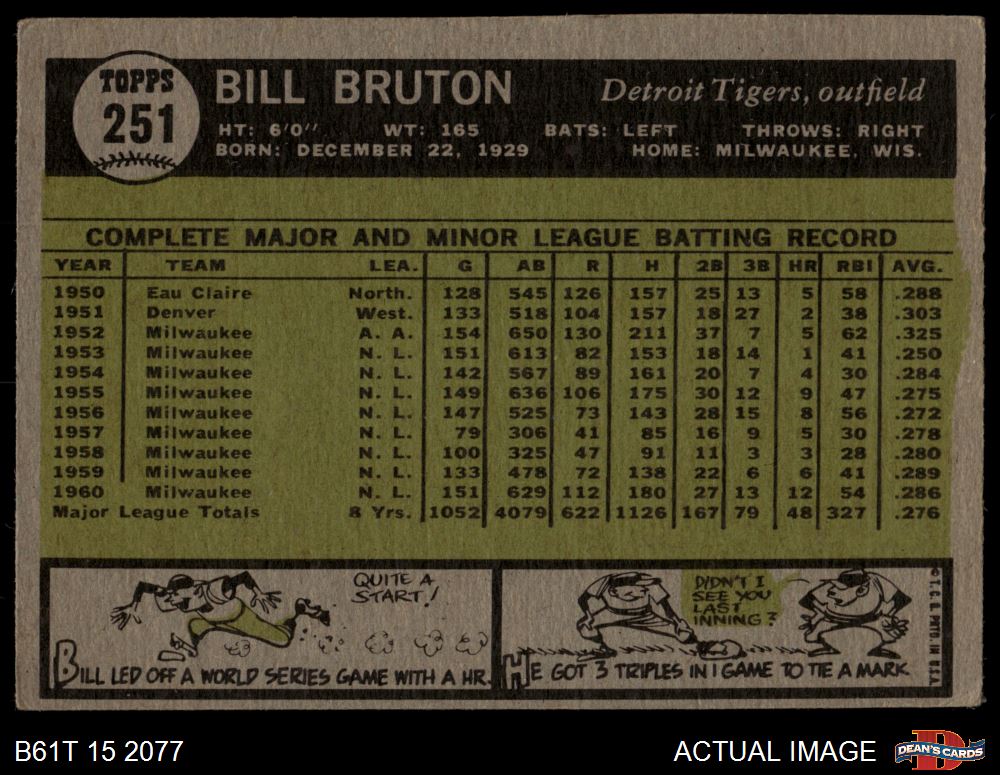 TOPPS
251
BILL BRUTON
Detroit Tigers, outfield
HT: 6'0" WT: 165 BATS: LEFT THROWS: RIGHT
BORN: DECEMBER 22, 1929 HOME: MILWAUKEE, WIS.
COMPLETE MAJOR AND MINOR LEAGUE BATTING RECORD
YEAR TEAM LEA. G AB R H 2B 3B HR RBI AVG.
1950 Eau Claire North. 128 545 126 157 25 13 5 58 .288
1951 Denver West. 133 518 104 157 18 27 2 38 .303
1952 Milwaukee A. A. 154 650 130 211 37 7 5 62 .325
1953 Milwaukee N. L. 151 613 82 153 18 14 1 41 .250
1954 Milwaukee N. L. 142 567 89 161 20 7 4 30 .284
1955 Milwaukee N. L. 149 636 106 175 30 12 9 47 .275
1956 Milwaukee N. L. 147 525 73 143 28 15 8 56 .272
1957 Milwaukee N. L. 79 306 41 85 16 9 5 30 .278
1958 Milwaukee N. L. 100 325 47 91 11 3 3 28 .280
1959 Milwaukee N. L. 133 478 72 138 22 6 6 41 .289
1960 Milwaukee N. L. 151 629 112 180 27 13 12 54 .286
Major League Totals 8 Yrs. 1052 4079 622 1126 167 79 48 327 .276
QUITE A
START!
BILL LED OFF A WORLD SERIES GAME WITH A HR.
DIDN'T I
SEE YOU
LAST
INNING?
HE GOT 3 TRIPLES IN 1 GAME TO TIE A MARK
© T.C.G. PRTD. IN U.S.A.
B61T 15 2077
ACTUAL IMAGE
DEAN'S CARDS